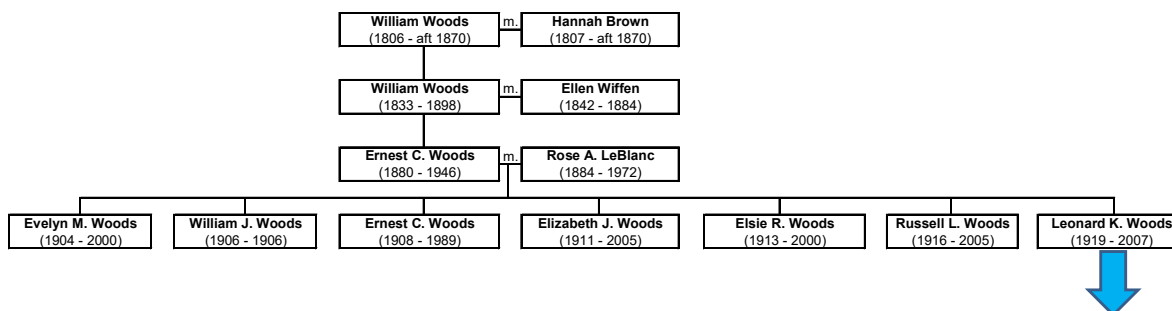 William Woods m. Hannah Brown
(1806 - aft 1870) (1807 - aft 1870)
William Woods m. Ellen Wiffen
(1833 - 1898) (1842 - 1884)
Ernest C. Woods m. Rose A. LeBlanc
(1880 - 1946) (1884 - 1972)
Evelyn M. Woods William J. Woods Ernest C. Woods Elizabeth J. Woods Elsie R. Woods Russell L. Woods Leonard K. Woods
(1904 - 2000) (1906 - 1906) (1908 - 1989) (1911 - 2005) (1913 - 2000) (1916 - 2005) (1919 - 2007)